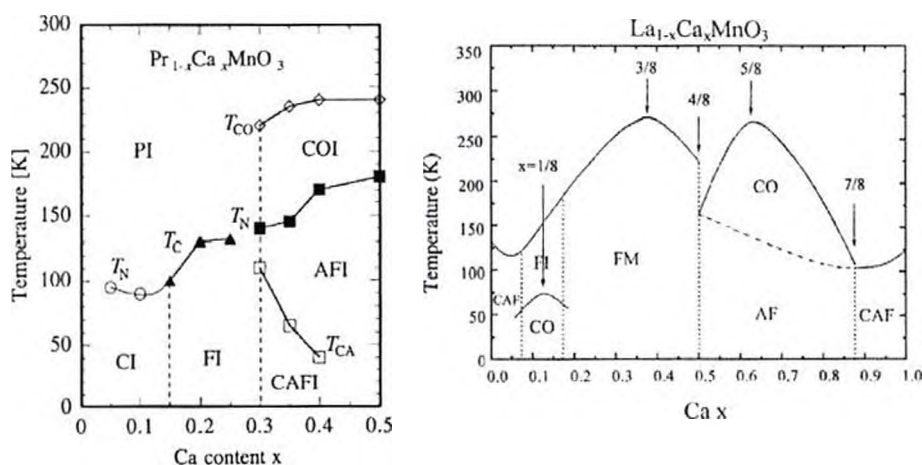 300
250
200
150
100
50
0
Temperature [K]
Pr1-xCaxMnO3
PI
TCO
COI
TN
TC
TN
AFI
CI
FI
TCA
CAFI
0 0.1 0.2 0.3 0.4 0.5
Ca content x
La1-xCaxMnO3
350
300
250
200
150
100
50
0
Temperature (K)
3/8
5/8
4/8
x=1/8
7/8
CO
FI
FM
CAF
CO
AF
CAF
0.0 0.1 0.2 0.3 0.4 0.5 0.6 0.7 0.8 0.9 1.0
Ca x